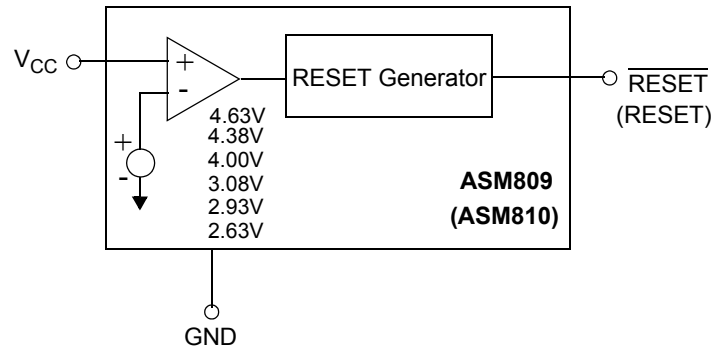 V_CC
+
-
RESET Generator
RESET
(RESET)
+
-
4.63V
4.38V
4.00V
3.08V
2.93V
2.63V
ASM809
(ASM810)
GND